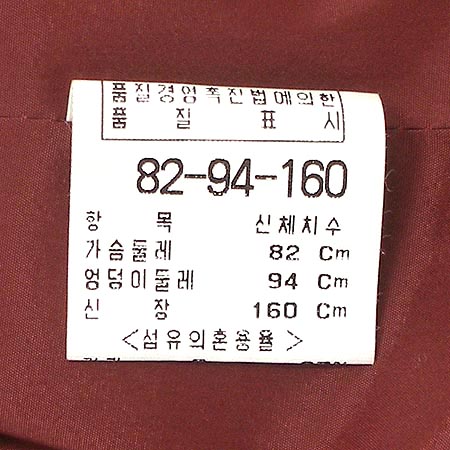 품질경영촉진법에의한
품 질 표 시
82-94-160
항 목 신체치수
가슴둘레 82 Cm
엉덩이둘레 94 Cm
신 장 160 Cm
<섬유의혼용율>